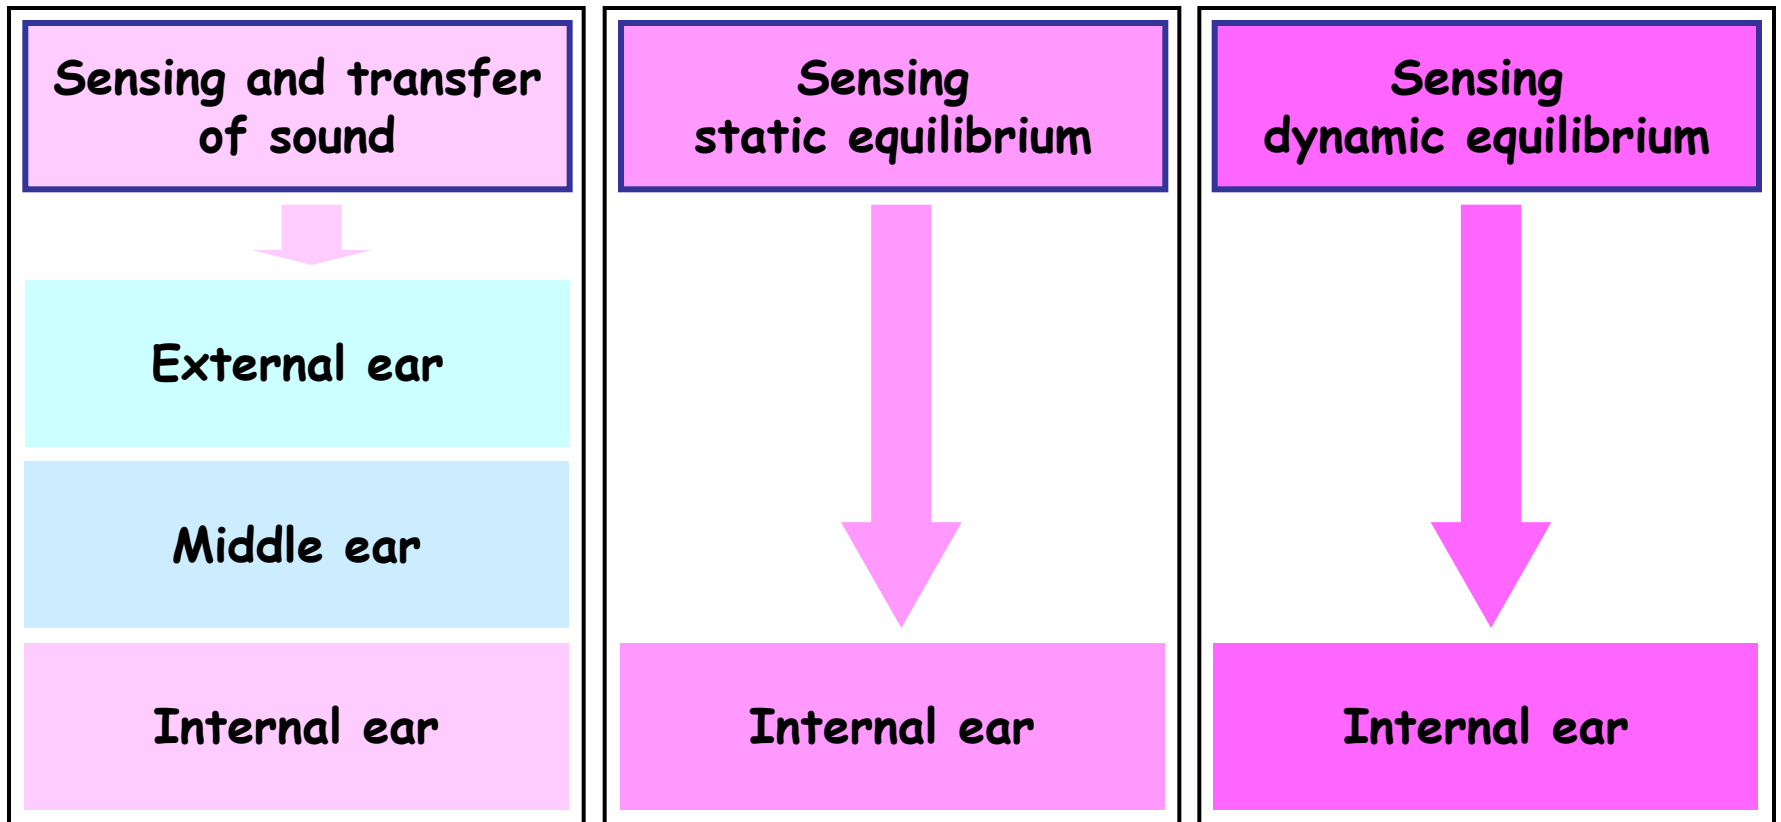 Sensing and transfer
of sound
External ear
Middle ear
Internal ear
Sensing
static equilibrium
Internal ear
Sensing
dynamic equilibrium
Internal ear